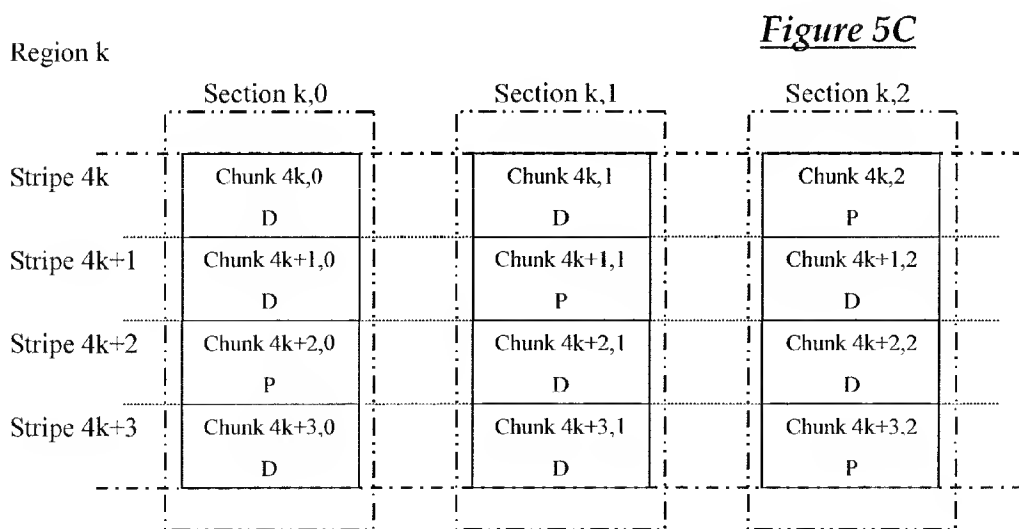 Figure 5C
Region k
Section k,0 Section k,1 Section k,2
Stripe 4k Chunk 4k,0 Chunk 4k,1 Chunk 4k,2
D D P
Stripe 4k+1 Chunk 4k+1,0 Chunk 4k+1,1 Chunk 4k+1,2
D P D
Stripe 4k+2 Chunk 4k+2,0 Chunk 4k+2,1 Chunk 4k+2,2
P D D
Stripe 4k+3 Chunk 4k+3,0 Chunk 4k+3,1 Chunk 4k+3,2
D D P